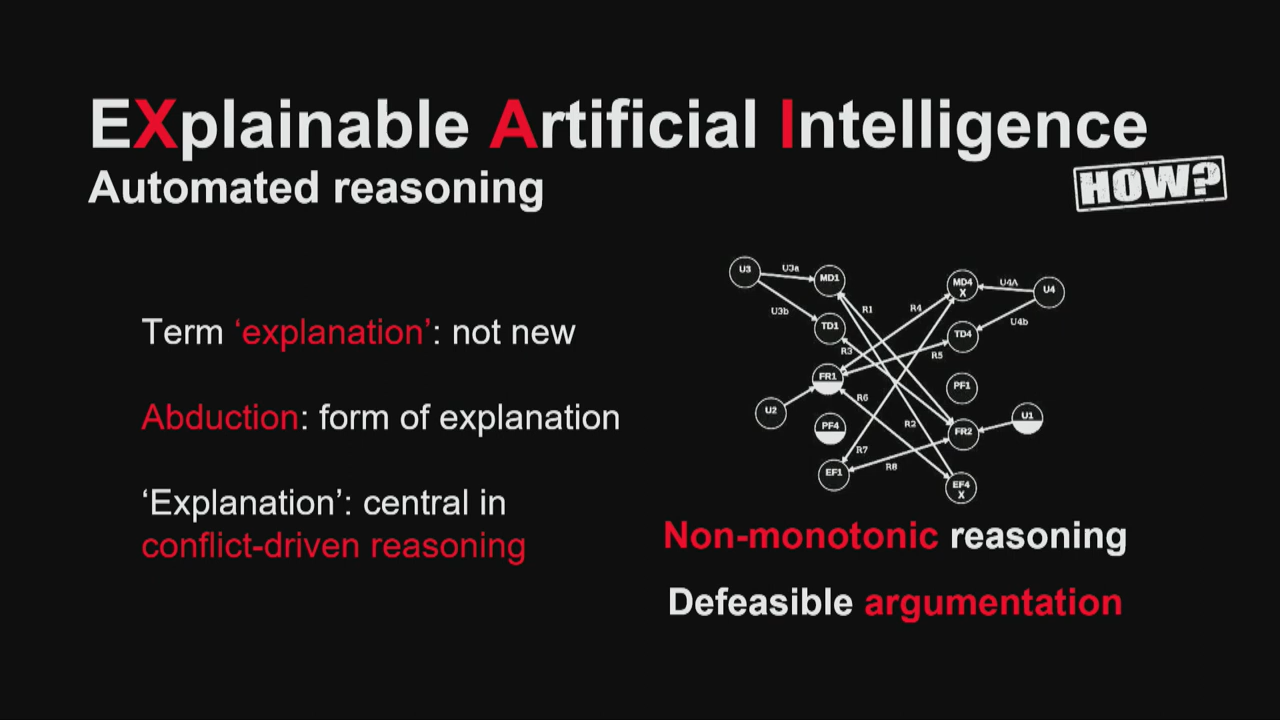 EXplainable Artificial Intelligence
Automated reasoning
HOW?
Term ‘explanation’: not new
Abduction: form of explanation
‘Explanation’: central in
conflict-driven reasoning
U3
U3a
MD1
U3b
TD1
R1
R4
MD4
X
U4A
U4
U4b
TD4
R3
R5
FR1
PF1
U2
R6
PF4
R2
FR2
U1
R7
EF1
R8
EF4
X
Non-monotonic reasoning
Defeasible argumentation